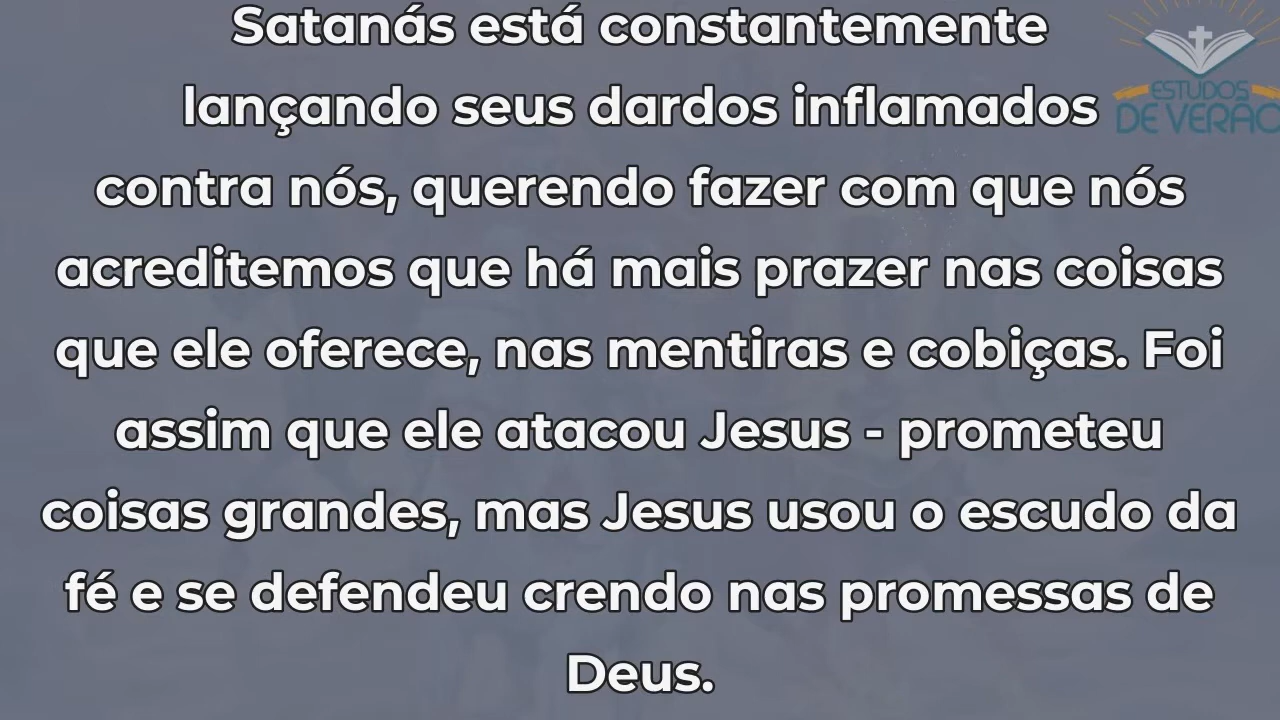 Satanás está constantemente
lançando seus dardos inflamados
contra nós, querendo fazer com que nós
acreditemos que há mais prazer nas coisas
que ele oferece, nas mentiras e cobiças. Foi
assim que ele atacou Jesus - prometeu
coisas grandes, mas Jesus usou o escudo da
fé e se defendeu crendo nas promessas de
Deus.
ESTUDOS
DE VERAC